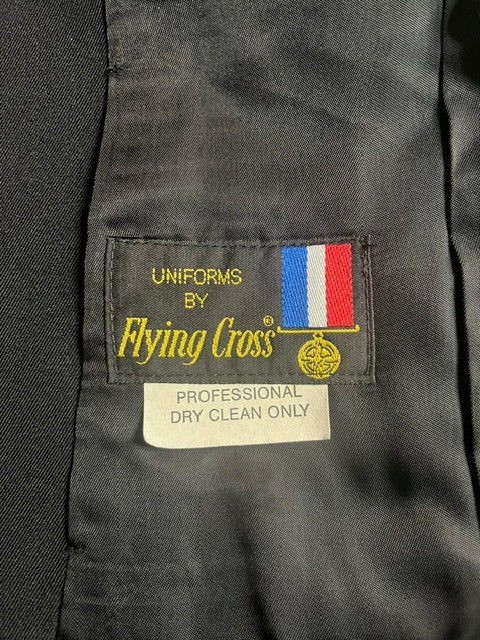 UNIFORMS
BY
Flying Cross®
PROFESSIONAL
DRY CLEAN ONLY